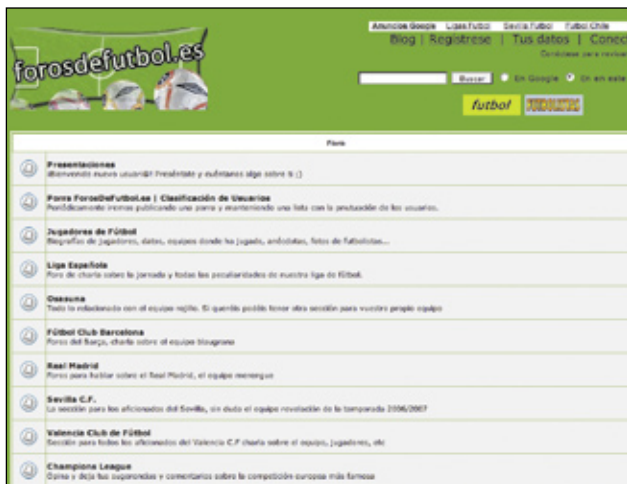 Anuncios Google Ligas Futbol Sevilla Futbol Futbol Chile
Blog | Regístrese | Tus datos | Conec
Conéctese para revisar
forosdefutbol.es
Buscar En Google En en este
futbol
Foro
Presentaciones
¡Bienvenido nuevo usuari@! Preséntate y cuéntanos algo sobre ti ;)
Porra ForosDeFutbol.es | Clasificación de Usuarios
Periódicamente iremos publicando una porra y manteniendo una lista con la protuación de los usuarios.
Jugadores de Fútbol
Biografías de jugadores, datos, equipos donde ha jugado, anécdotas, fotos de futbolistas...
Liga Española
Foro de charla sobre la jornada y todas las peculiaridades de nuestra liga de fútbol.
Osasuna
Todo lo relacionado con el equipo rojillo. Si queréis podéis tener otra sección para vuestro propio equipo
Fútbol Club Barcelona
Foros del Barça, charla sobre el equipo blaugrana
Real Madrid
Foros para hablar sobre el Real Madrid, el equipo merengue
Sevilla C.F.
La sección para los aficionados del Sevilla, sin duda el equipo revelación de la temporada 2006/2007
Valencia Club de Fútbol
Sección para todos los aficionados del Valencia C.F charla sobre el equipo, jugadores, etc
Champions League
Opina y deja tus sugerencias y comentarios sobre la competición europea más famosa